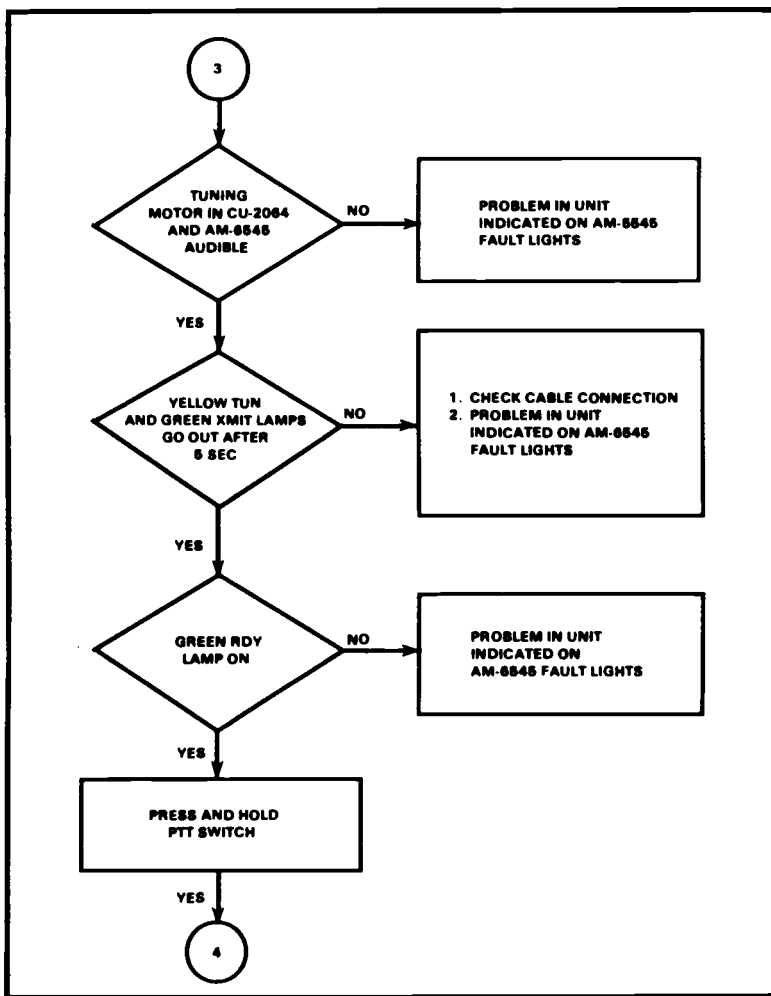 3
TUNING
MOTOR IN CU-2064
AND AM-6545
AUDIBLE
NO
PROBLEM IN UNIT
INDICATED ON AM-6545
FAULT LIGHTS
YES
YELLOW TUN
AND GREEN XMIT LAMPS
GO OUT AFTER
5 SEC
NO
1. CHECK CABLE CONNECTION
2. PROBLEM IN UNIT
INDICATED ON AM-6545
FAULT LIGHTS
YES
GREEN RDY
LAMP ON
NO
PROBLEM IN UNIT
INDICATED ON
AM-6545 FAULT LIGHTS
YES
PRESS AND HOLD
PTT SWITCH
YES
4